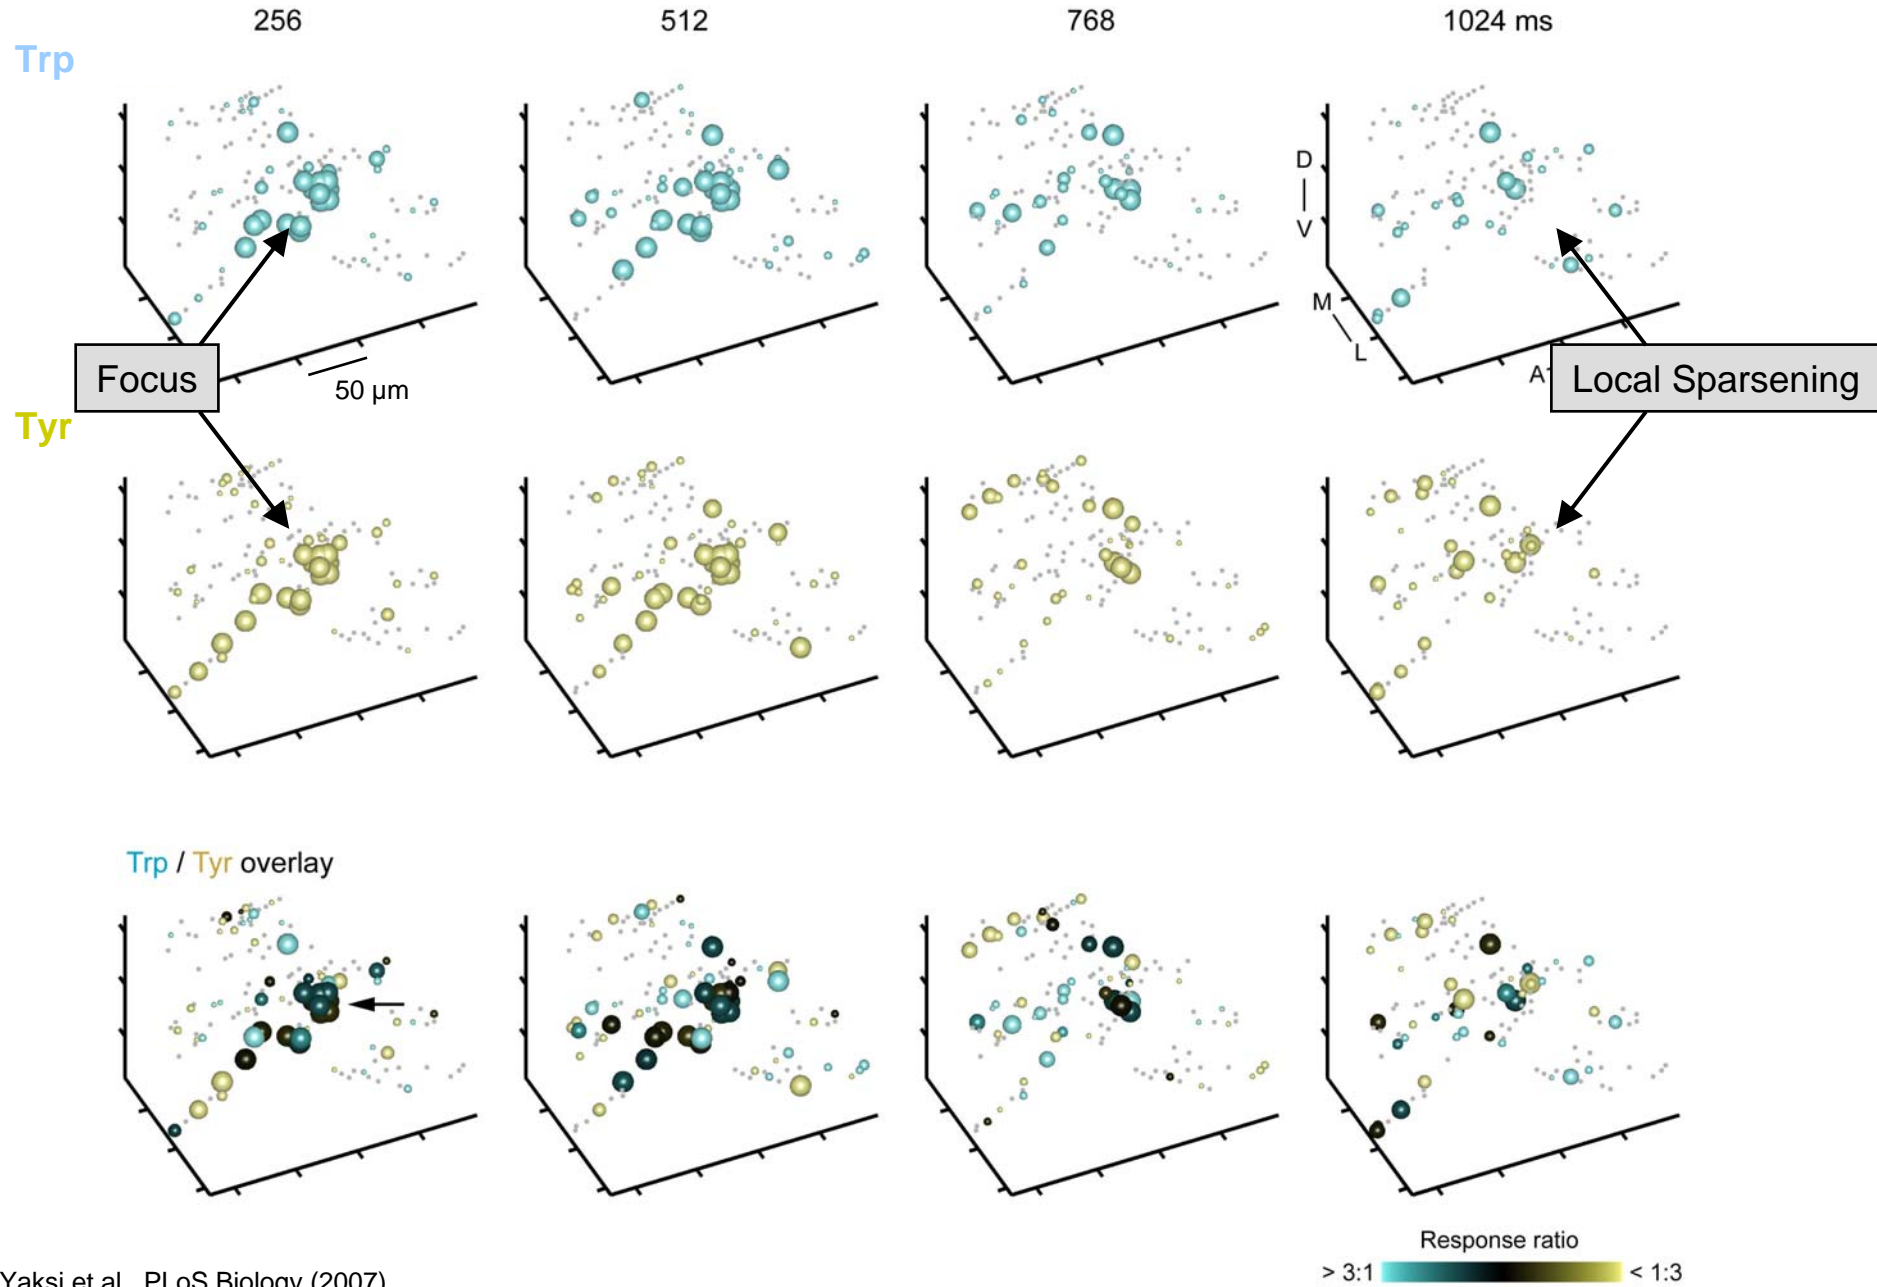 256 512 768 1024 ms
Trp
D
V
M
L
Focus
50 µm
Local Sparsening
Tyr
Trp / Tyr overlay
Response ratio
> 3:1 < 1:3
Yaksi et al., PLoS Biology (2007)